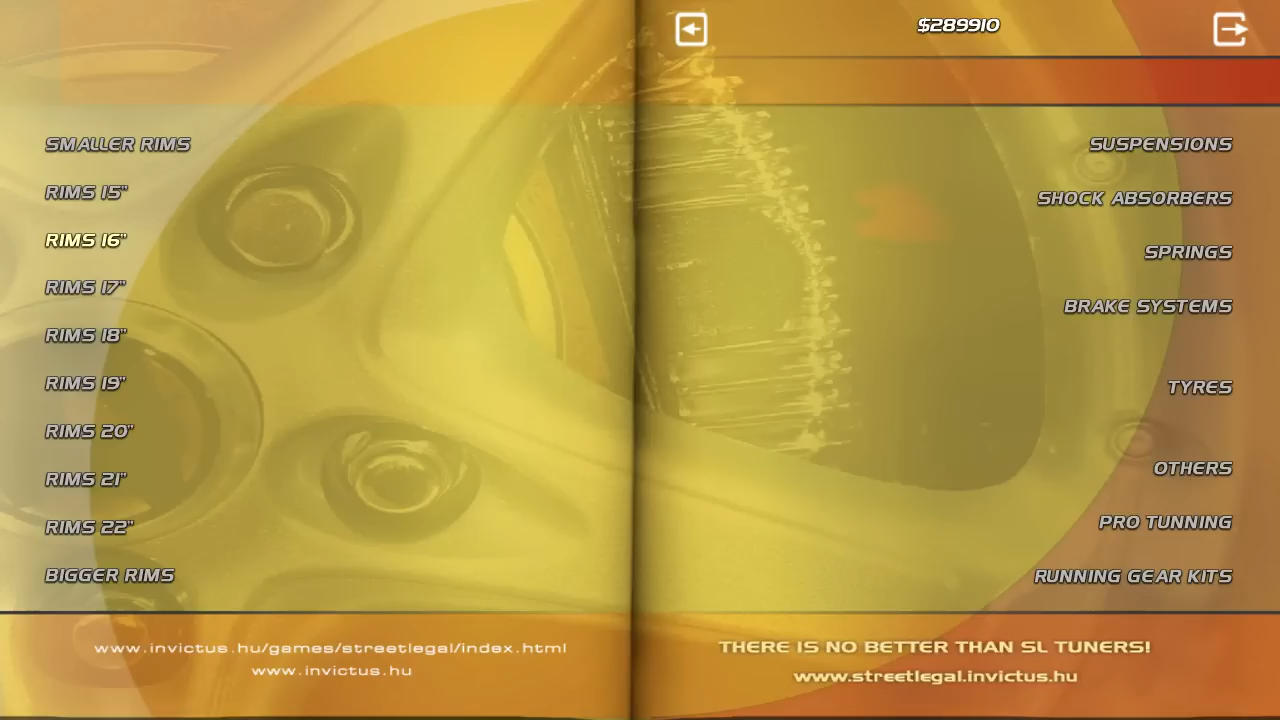 $289910
SMALLER RIMS
RIMS 15"
RIMS 16"
RIMS 17"
RIMS 18"
RIMS 19"
RIMS 20"
RIMS 21"
RIMS 22"
BIGGER RIMS
www.invictus.hu/games/streetlegal/index.html
www.invictus.hu
SUSPENSIONS
SHOCK ABSORBERS
SPRINGS
BRAKE SYSTEMS
TYRES
OTHERS
PRO TUNNING
RUNNING GEAR KITS
THERE IS NO BETTER THAN SL TUNERS!
www.streetlegal.invictus.hu